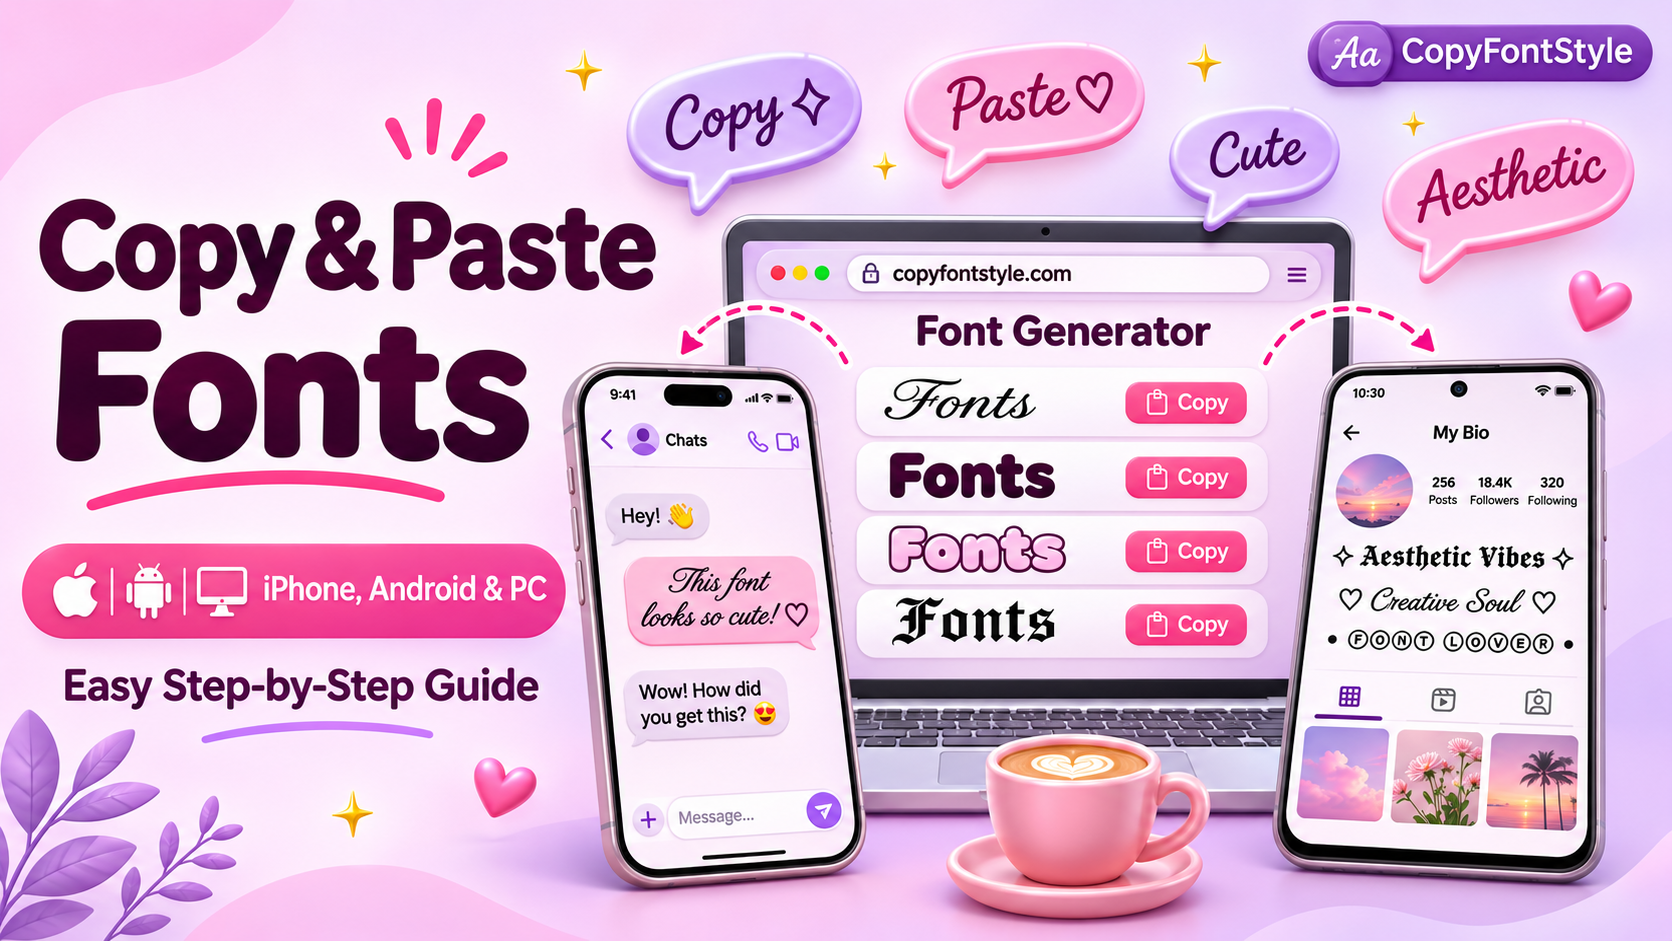 Aa CopyFontStyle
Copy
Paste
Cute
Aesthetic
Copy & Paste
Fonts
iPhone, Android & PC
Easy Step-by-Step Guide
copyfontstyle.com
Font Generator
Fonts Copy
Fonts Copy
Fonts Copy
Fonts Copy
9:41
Chats
Hey! 👋
This font
looks so cute! ♡
Wow! How did
you get this? 😍
Message...
10:30
My Bio
256 18.4K 320
Posts Followers Following
✧ Aesthetic Vibes ✧
♡ Creative Soul ♡
• ⒻⓄⓃⓉ ⓁⓄⓋⒺⓇ •